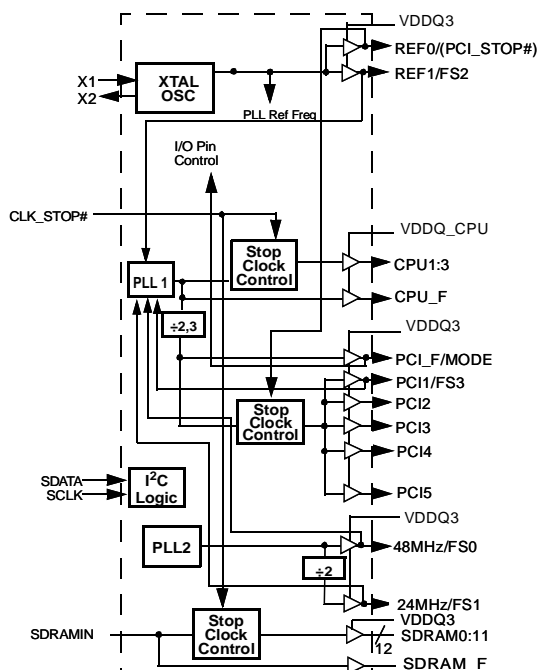 VDDQ3
REF0/(PCI_STOP#)
X1
X2
XTAL
OSC
REF1/FS2
PLL Ref Freq
I/O Pin
Control
CLK_STOP#
VDDQ_CPU
Stop
Clock
Control
CPU1:3
PLL 1
CPU_F
÷2,3
VDDQ3
PCI_F/MODE
PCI1/FS3
Stop
Clock
Control
PCI2
PCI3
PCI4
SDATA
SCLK
I2C
Logic
PCI5
VDDQ3
PLL2
48MHz/FS0
÷2
24MHz/FS1
VDDQ3
SDRAMIN
Stop
Clock
Control
SDRAM0:11
12
SDRAM_F